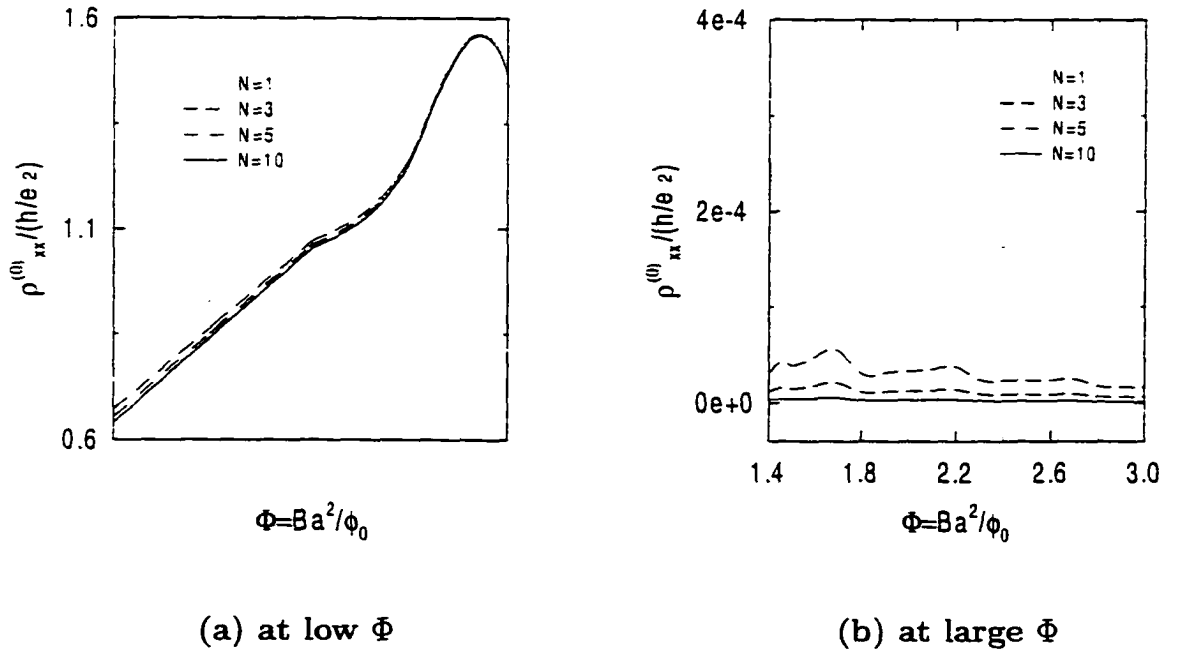 1.6
1.1
0.6
N=1
N=3
N=5
N=10
ρ^(0)_xx/(h/e 2)
Φ=Ba^2/ϕ_0
(a) at low Φ
4e-4
2e-4
0e+0
N=1
N=3
N=5
N=10
ρ^(0)_xx/(h/e 2)
1.4 1.8 2.2 2.6 3.0
Φ=Ba^2/ϕ_0
(b) at large Φ